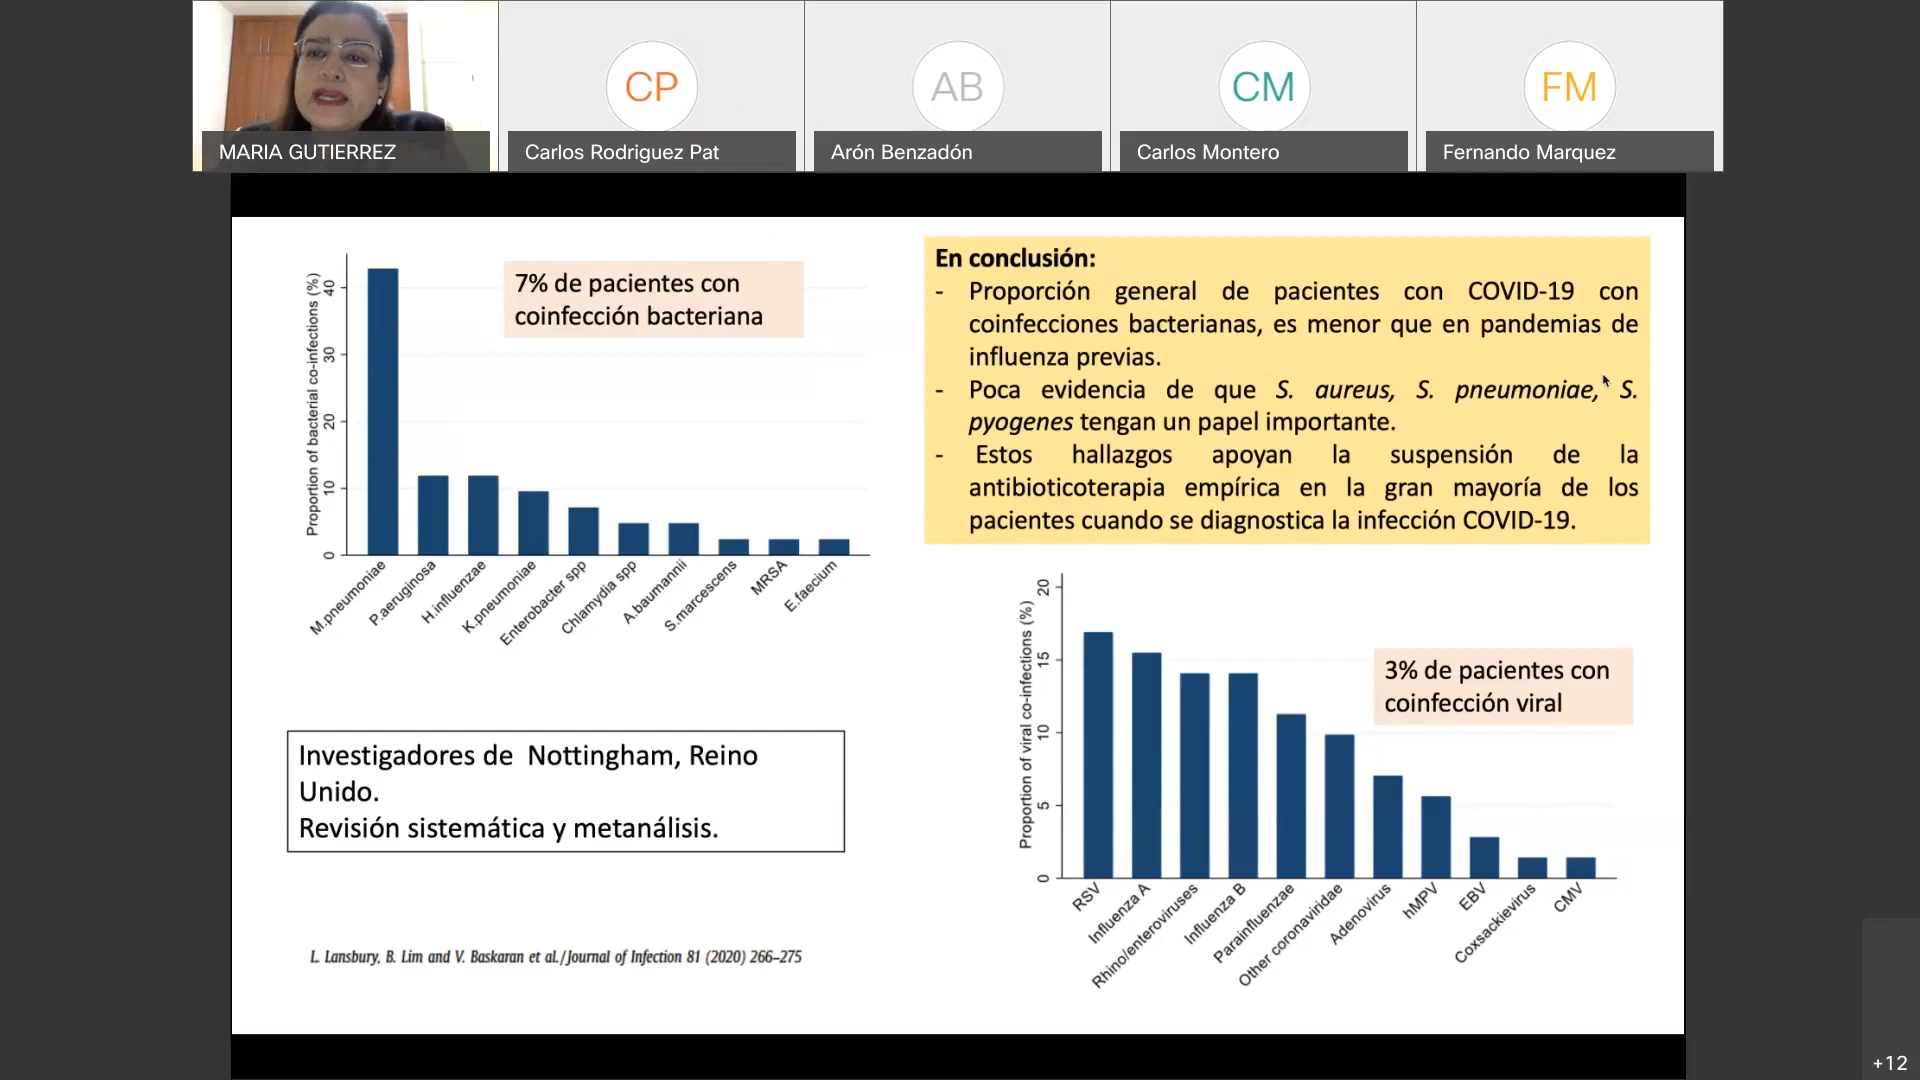 CP
AB
CM
FM
MARIA GUTIERREZ
Carlos Rodriguez Pat
Arón Benzadón
Carlos Montero
Fernando Marquez
Proportion of bacterial co-infections (%)
40
30
20
10
0
M.pneumoniae
P.aeruginosa
H.influenzae
K.pneumoniae
Enterobacter spp
Chlamydia spp
A.baumannii
S.marcescens
MRSA
E.faecium
7% de pacientes con
coinfección bacteriana
Investigadores de Nottingham, Reino
Unido.
Revisión sistemática y metanálisis.
L. Lansbury, B. Lim and V. Baskaran et al./Journal of Infection 81 (2020) 266–275
En conclusión:
- Proporción general de pacientes con COVID-19 con
coinfecciones bacterianas, es menor que en pandemias de
influenza previas.
- Poca evidencia de que S. aureus, S. pneumoniae, S.
pyogenes tengan un papel importante.
- Estos hallazgos apoyan la suspensión de la
antibioticoterapia empírica en la gran mayoría de los
pacientes cuando se diagnostica la infección COVID-19.
Proportion of viral co-infections (%)
20
15
10
5
0
RSV
Influenza A
Rhino/enteroviruses
Influenza B
Parainfluenzae
Other coronaviridae
Adenovirus
hMPV
EBV
Coxsackievirus
CMV
3% de pacientes con
coinfección viral
+12